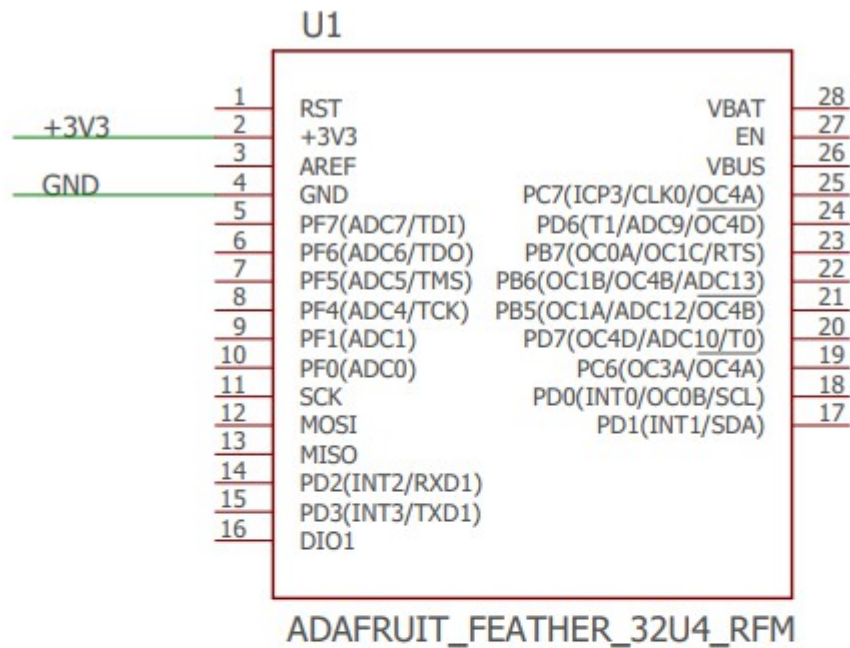 U1
+3V3
GND
1 RST
2 +3V3
3 AREF
4 GND
5 PF7(ADC7/TDI)
6 PF6(ADC6/TDO)
7 PF5(ADC5/TMS)
8 PF4(ADC4/TCK)
9 PF1(ADC1)
10 PF0(ADC0)
11 SCK
12 MOSI
13 MISO
14 PD2(INT2/RXD1)
15 PD3(INT3/TXD1)
16 DIO1
VBAT 28
EN 27
VBUS 26
PC7(ICP3/CLK0/OC4A) 25
PD6(T1/ADC9/OC4D) 24
PB7(OC0A/OC1C/RTS) 23
PB6(OC1B/OC4B/ADC13) 22
PB5(OC1A/ADC12/OC4B) 21
PD7(OC4D/ADC10/T0) 20
PC6(OC3A/OC4A) 19
PD0(INT0/OC0B/SCL) 18
PD1(INT1/SDA) 17
ADAFRUIT_FEATHER_32U4_RFM